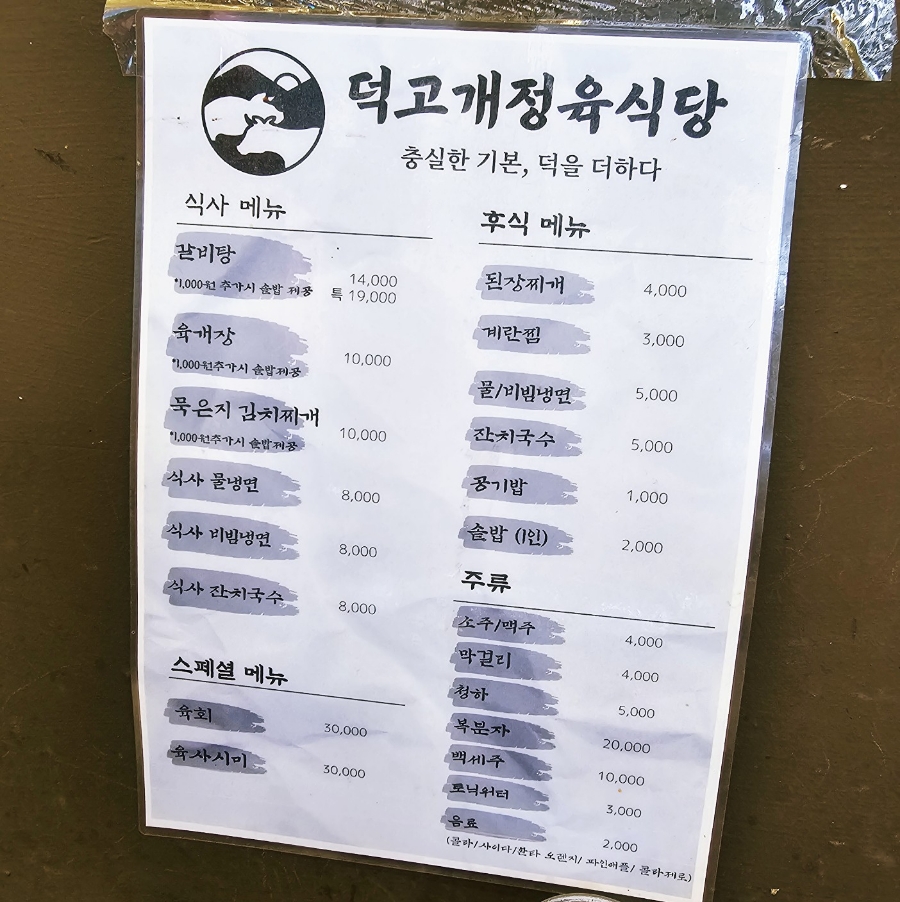 덕고개정육식당
충실한 기본, 덕을 더하다
식사 메뉴
갈비탕
*1,000원 추가시 솥밥 제공
14,000
특 19,000
육개장
*1,000원추가시 솥밥제공
10,000
묵은지 김치찌개
*1,000원추가시 솥밥제공
10,000
식사 물냉면 8,000
식사 비빔냉면 8,000
식사 잔치국수 8,000
스페셜 메뉴
육회 30,000
육사시미 30,000
후식 메뉴
된장찌개 4,000
계란찜 3,000
물/비빔냉면 5,000
잔치국수 5,000
공기밥 1,000
솥밥 (1인) 2,000
주류
소주/맥주 4,000
막걸리 4,000
청하 5,000
복분자 20,000
백세주 10,000
토닉워터 3,000
음료 2,000
(콜라/사이다/환타 오렌지/ 파인애플/ 콜라제로)